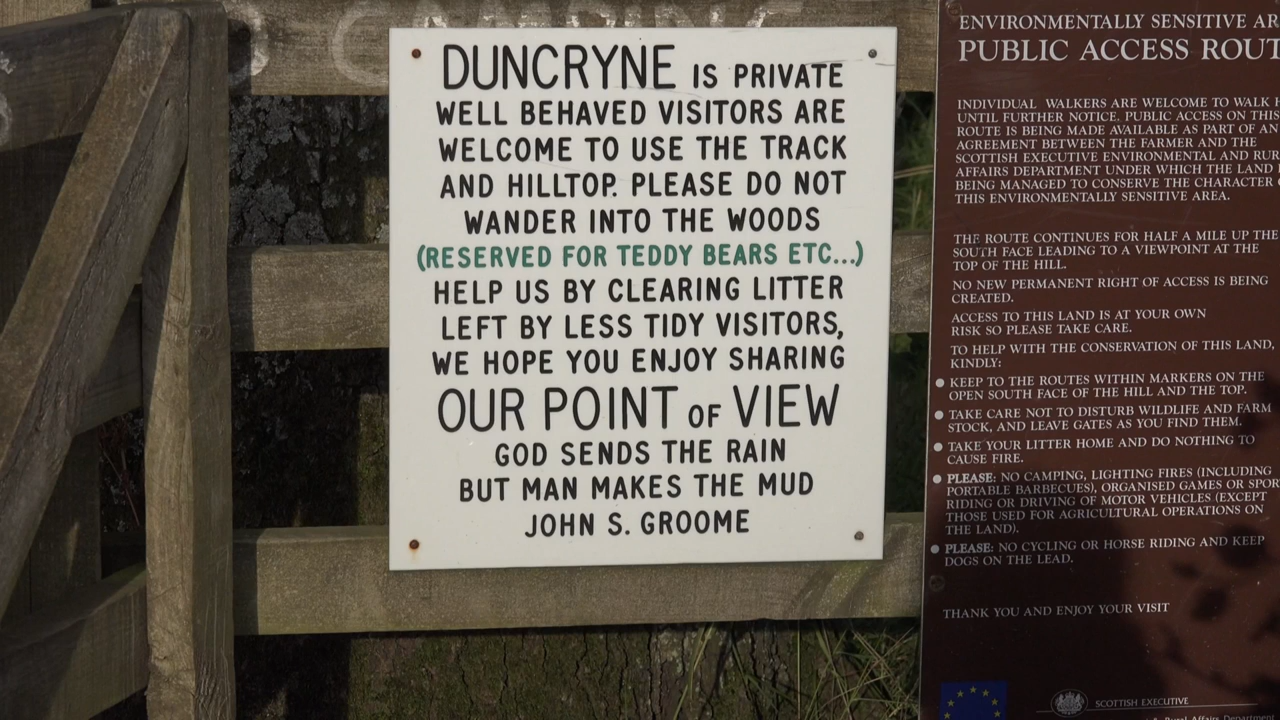 CAMPING
DUNCRYNE IS PRIVATE
WELL BEHAVED VISITORS ARE
WELCOME TO USE THE TRACK
AND HILLTOP. PLEASE DO NOT
WANDER INTO THE WOODS
(RESERVED FOR TEDDY BEARS ETC...)
HELP US BY CLEARING LITTER
LEFT BY LESS TIDY VISITORS,
WE HOPE YOU ENJOY SHARING
OUR POINT OF VIEW
GOD SENDS THE RAIN
BUT MAN MAKES THE MUD
JOHN S. GROOME
ENVIRONMENTALLY SENSITIVE AR
PUBLIC ACCESS ROUT
INDIVIDUAL WALKERS ARE WELCOME TO WALK H
UNTIL FURTHER NOTICE. PUBLIC ACCESS ON THIS
ROUTE IS BEING MADE AVAILABLE AS PART OF AN
AGREEMENT BETWEEN THE FARMER AND THE
SCOTTISH EXECUTIVE ENVIRONMENTAL AND RUR
AFFAIRS DEPARTMENT UNDER WHICH THE LAND I
BEING MANAGED TO CONSERVE THE CHARACTER O
THIS ENVIRONMENTALLY SENSITIVE AREA.
THE ROUTE CONTINUES FOR HALF A MILE UP THE
SOUTH FACE LEADING TO A VIEWPOINT AT THE
TOP OF THE HILL.
NO NEW PERMANENT RIGHT OF ACCESS IS BEING
CREATED.
ACCESS TO THIS LAND IS AT YOUR OWN
RISK SO PLEASE TAKE CARE.
TO HELP WITH THE CONSERVATION OF THIS LAND,
KINDLY:
● KEEP TO THE ROUTES WITHIN MARKERS ON THE
OPEN SOUTH FACE OF THE HILL AND THE TOP.
● TAKE CARE NOT TO DISTURB WILDLIFE AND FARM
STOCK, AND LEAVE GATES AS YOU FIND THEM.
● TAKE YOUR LITTER HOME AND DO NOTHING TO
CAUSE FIRE.
● PLEASE: NO CAMPING, LIGHTING FIRES (INCLUDING
PORTABLE BARBECUES), ORGANISED GAMES OR SPOR
RIDING OR DRIVING OF MOTOR VEHICLES (EXCEPT
THOSE USED FOR AGRICULTURAL OPERATIONS ON
THE LAND).
● PLEASE: NO CYCLING OR HORSE RIDING AND KEEP
DOGS ON THE LEAD.
THANK YOU AND ENJOY YOUR VISIT
SCOTTISH EXECUTIVE
Rural Affairs Department